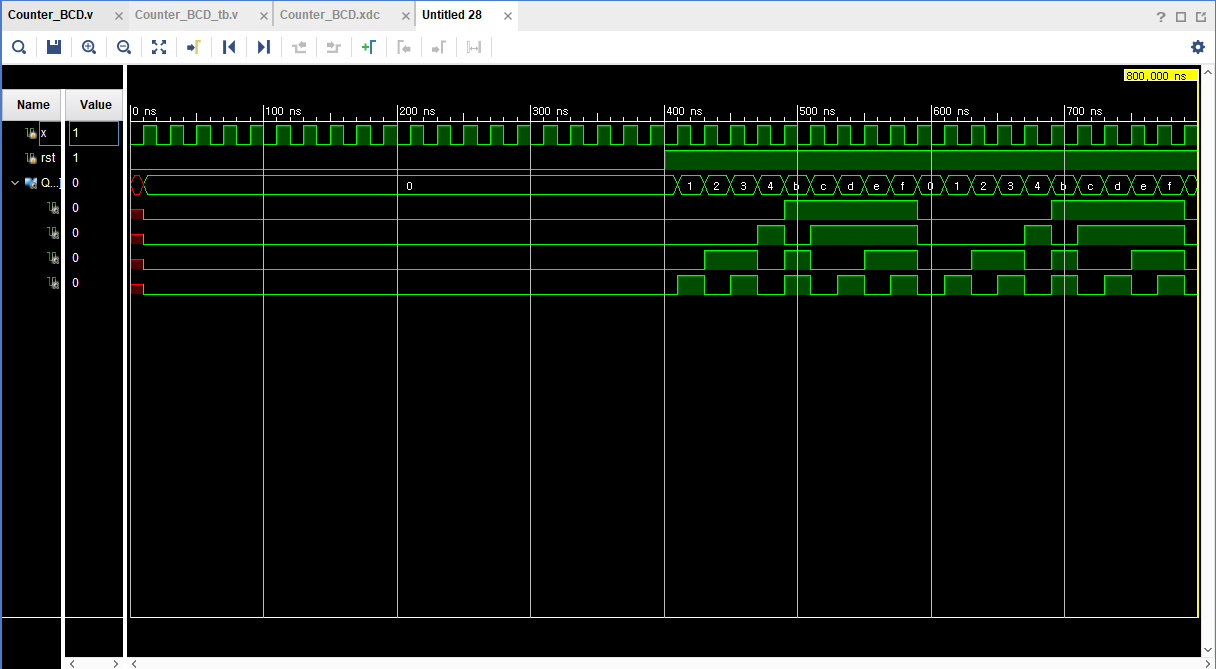 Counter_BCD.v × Counter_BCD_tb.v × Counter_BCD.xdc × Untitled 28 ×
?
800,000 ns
Name Value
0 ns 100 ns 200 ns 300 ns 400 ns 500 ns 600 ns 700 ns
x 1
rst 1
Q...] 0 0 1 2 3 4 b c d e f 0 1 2 3 4 b c d e f
0
0
0
0